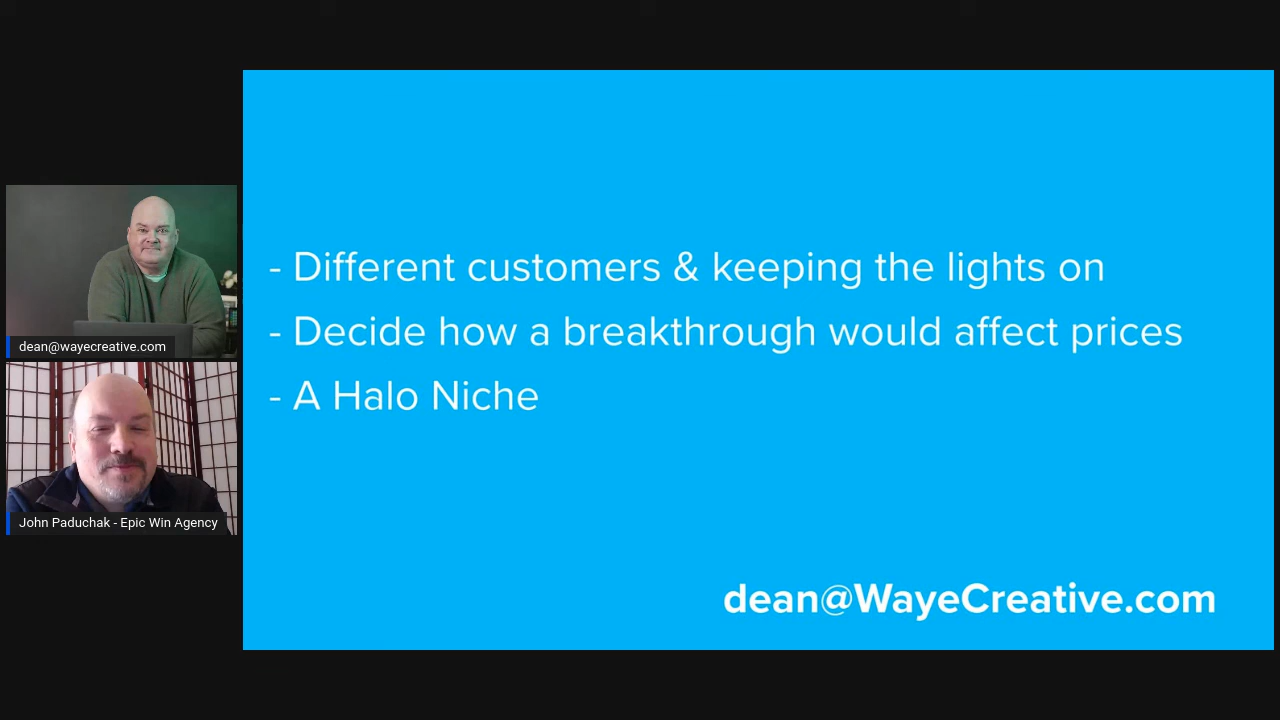 dean@wayecreative.com
John Paduchak - Epic Win Agency
- Different customers & keeping the lights on
- Decide how a breakthrough would affect prices
- A Halo Niche
dean@WayeCreative.com